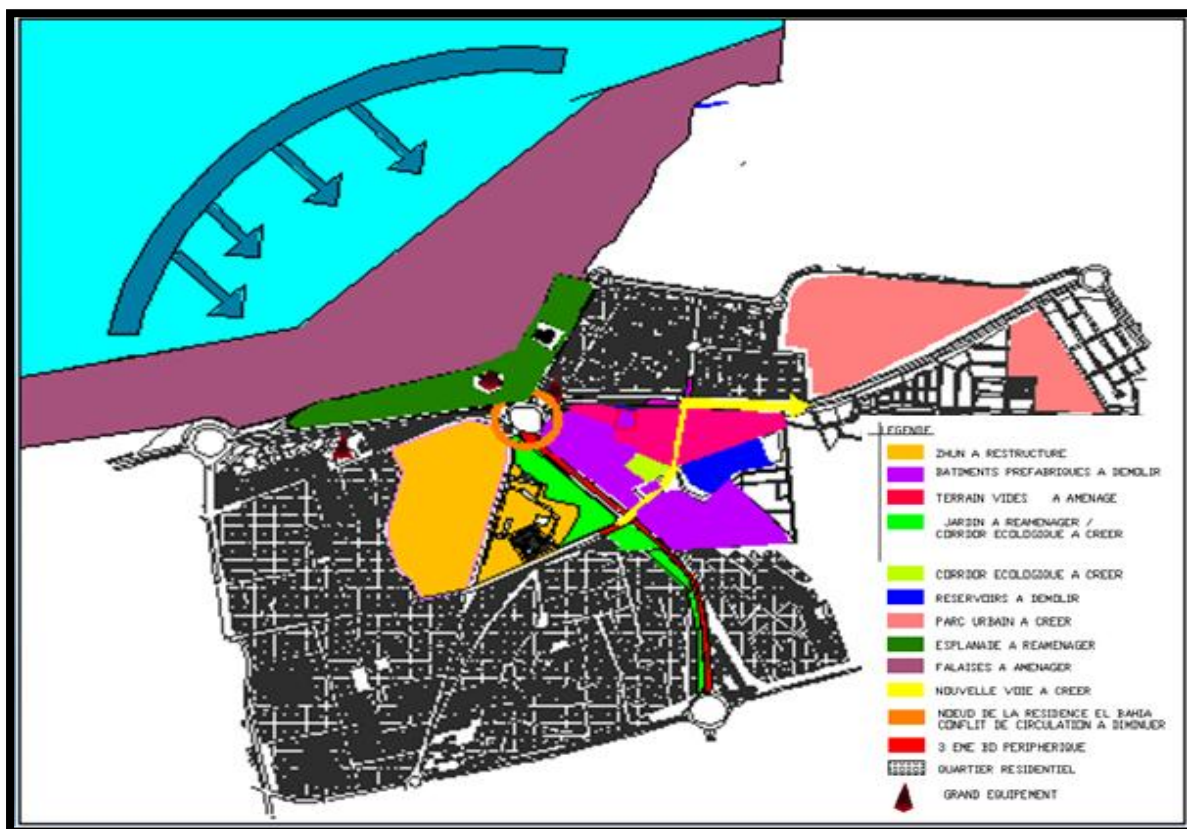 LEGENDE
ZHUN A RESTRUCTURE
BATIMENTS PREFABRIQUES A DEMOLIR
TERRAIN VIDES A AMENAGE
JARDIN A REAMENAGER /
CORRIDOR ECOLOGIQUE A CREER
CORRIDOR ECOLOGIQUE A CREER
RESERVOIRS A DEMOLIR
PARC URBAIN A CREER
ESPLANADE A REAMENAGER
FALAISES A AMENAGER
NOUVELLE VOIE A CREER
NOEUD DE LA RESIDENCE EL BAHIA
CONFLIT DE CIRCULATION A DIMINUER
3 EME BD PERIPHERIQUE
QUARTIER RESIDENTIEL
GRAND EQUIPEMENT